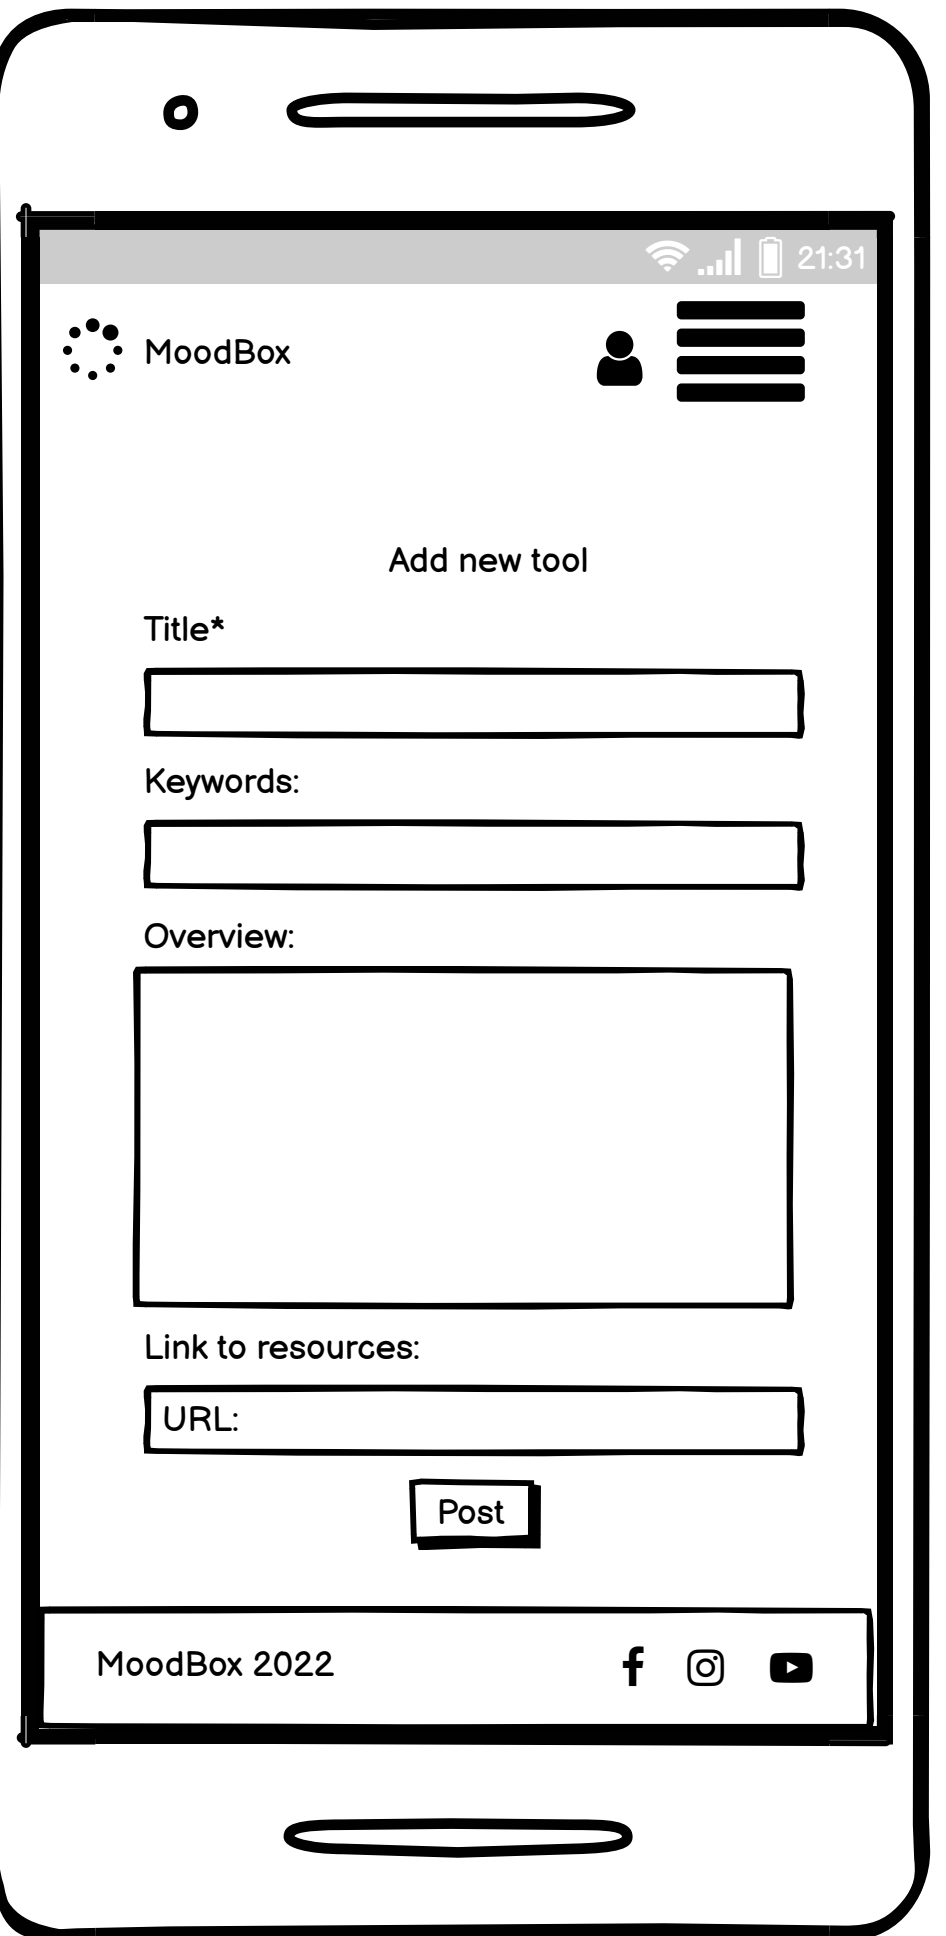 21:31
MoodBox
Add new tool
Title*
Keywords:
Overview:
Link to resources:
URL:
Post
MoodBox 2022